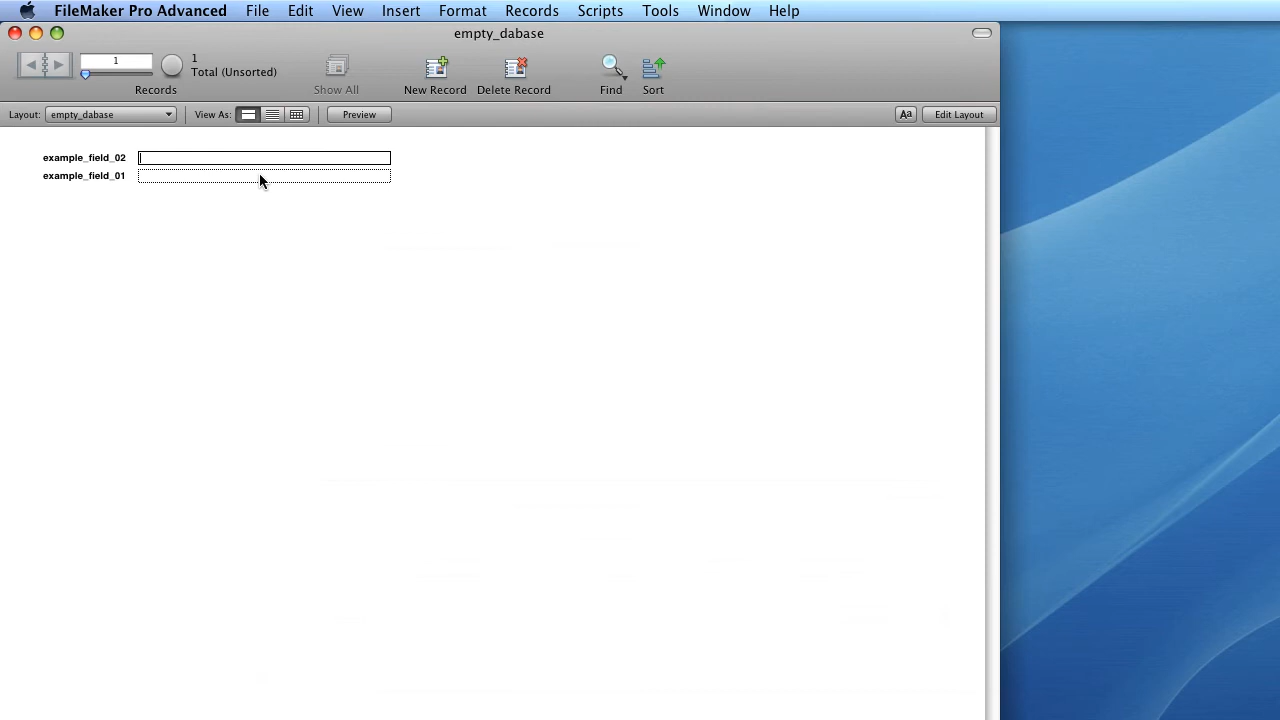 FileMaker Pro Advanced File Edit View Insert Format Records Scripts Tools Window Help
empty_dabase
1 1
Total (Unsorted)
Records Show All New Record Delete Record Find Sort
Layout: empty_dabase View As: Preview Aa Edit Layout
example_field_02
example_field_01